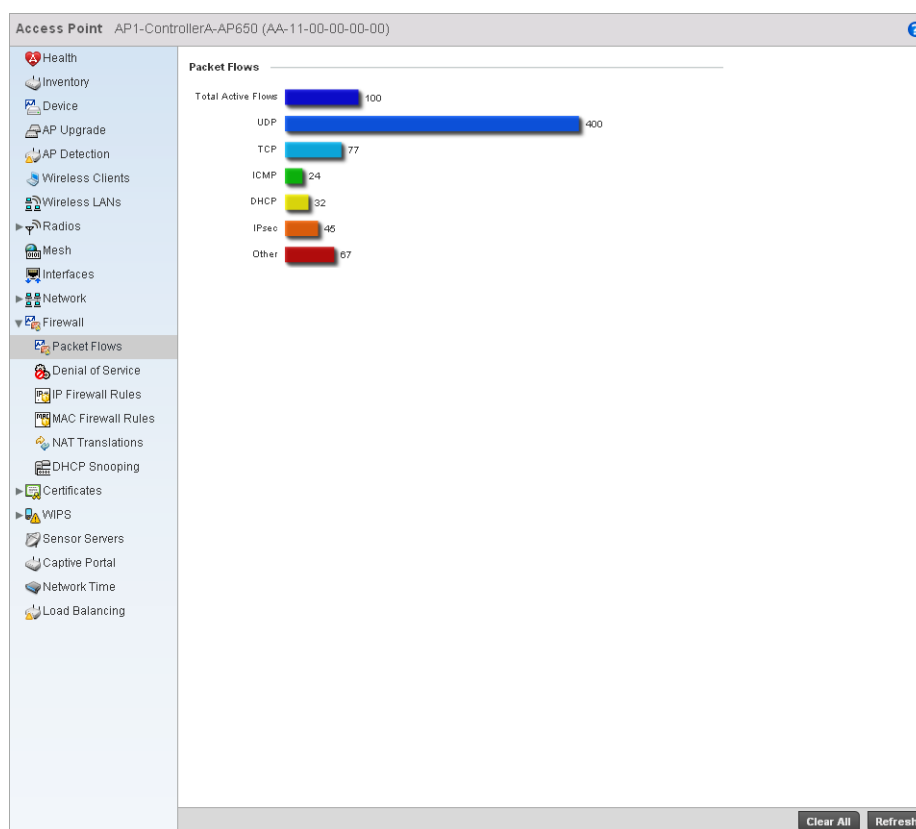 Access Point AP1-ControllerA-AP650 (AA-11-00-00-00-00)
?
Health
Inventory
Device
AP Upgrade
AP Detection
Wireless Clients
Wireless LANs
Radios
Mesh
Interfaces
Network
Firewall
Packet Flows
Denial of Service
IP Firewall Rules
MAC Firewall Rules
NAT Translations
DHCP Snooping
Certificates
WIPS
Sensor Servers
Captive Portal
Network Time
Load Balancing
Packet Flows
Total Active Flows 100
UDP 400
TCP 77
ICMP 24
DHCP 32
IPsec 45
Other 67
Clear All Refresh